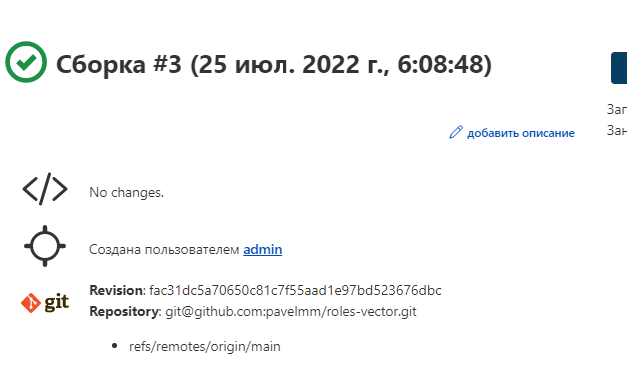 Сборка #3 (25 июл. 2022 г., 6:08:48)
Заг
Зан
добавить описание
No changes.
Создана пользователем admin
git
Revision: fac31dc5a70650c81c7f55aad1e97bd523676dbc
Repository: git@github.com:pavelmm/roles-vector.git
refs/remotes/origin/main